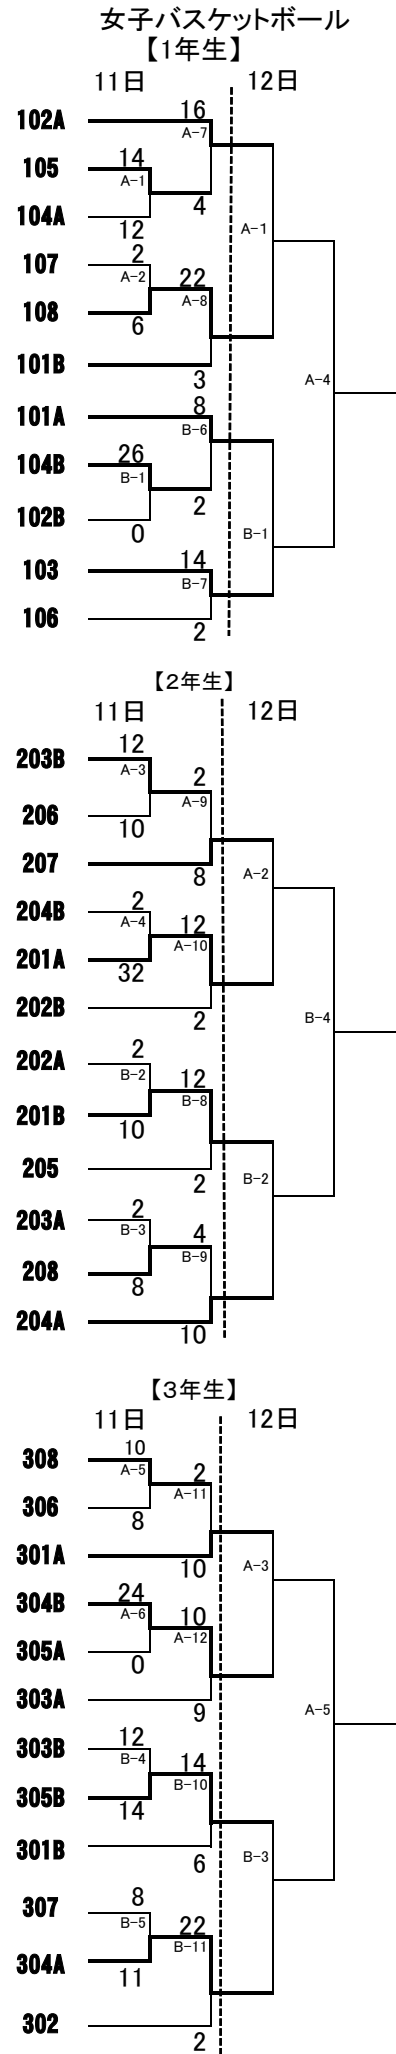 女子バスケットボール
【1年生】
11日 12日
102A 16
A-7
105 14
A-1
4
104A
12
A-1
107 2
A-2 22
A-8
108
6
101B
3
A-4
101A 8
B-6
104B 26
B-1
2
102B
0
B-1
103 14
B-7
106
2
【2年生】
11日 12日
203B 12
A-3 2
A-9
206
10
207
8
A-2
204B 2
A-4 12
A-10
201A
32
202B
2
B-4
202A 2
B-2 12
B-8
201B
10
205
2
B-2
203A 2
B-3 4
B-9
208
8
204A
10
【3年生】
11日 12日
308 10
A-5 2
A-11
306
8
301A
10
A-3
304B 24
A-6 10
A-12
305A
0
303A
9
A-5
303B 12
B-4 14
B-10
305B
14
301B
6
B-3
307 8
B-5 22
B-11
304A
11
302
2